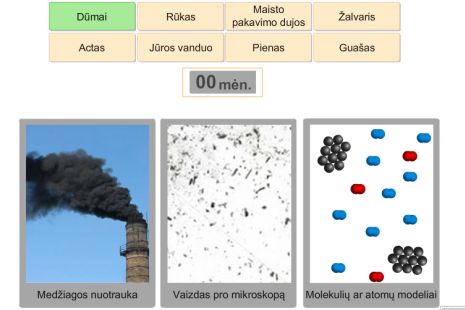 Dūmai
Rūkas
Maisto
pakavimo dujos
Žalvaris
Actas
Jūros vanduo
Pienas
Guašas
00 mėn.
Medžiagos nuotrauka
Vaizdas pro mikroskopą
Molekulių ar atomų modeliai